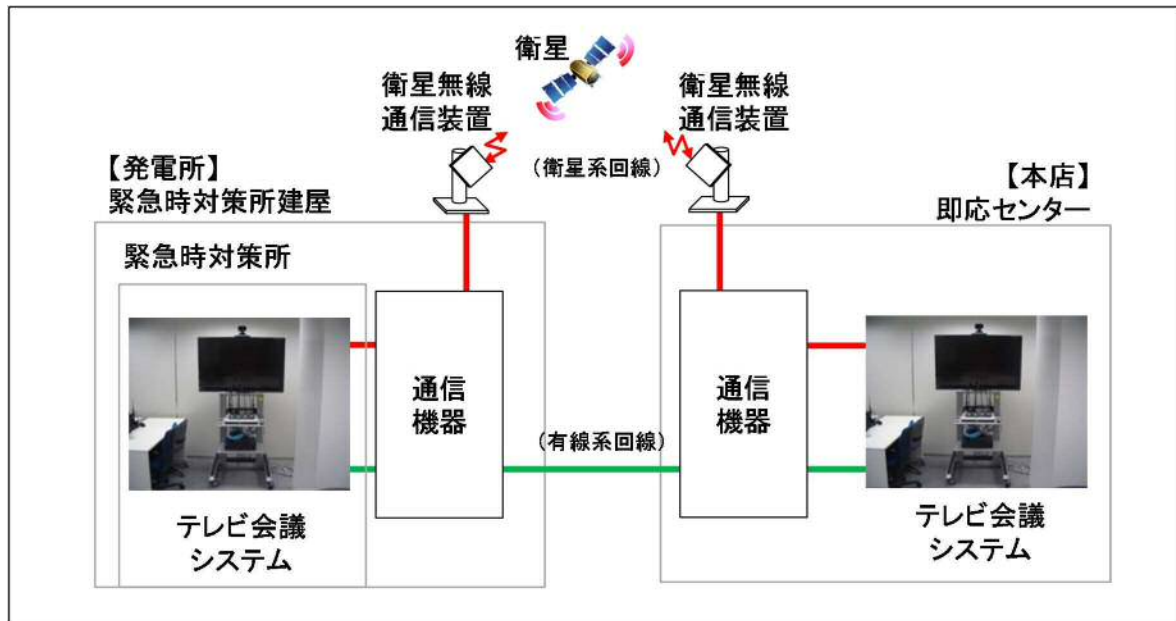 衛星
衛星無線
通信装置
衛星無線
通信装置
(衛星系回線)
【発電所】
緊急時対策所建屋
【本店】
即応センター
緊急時対策所
通信
機器
通信
機器
(有線系回線)
テレビ会議
システム
テレビ会議
システム